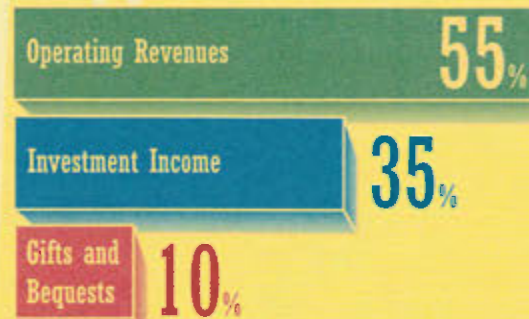 Operating Revenues 55%
Investment Income 35%
Gifts and
Bequests 10%